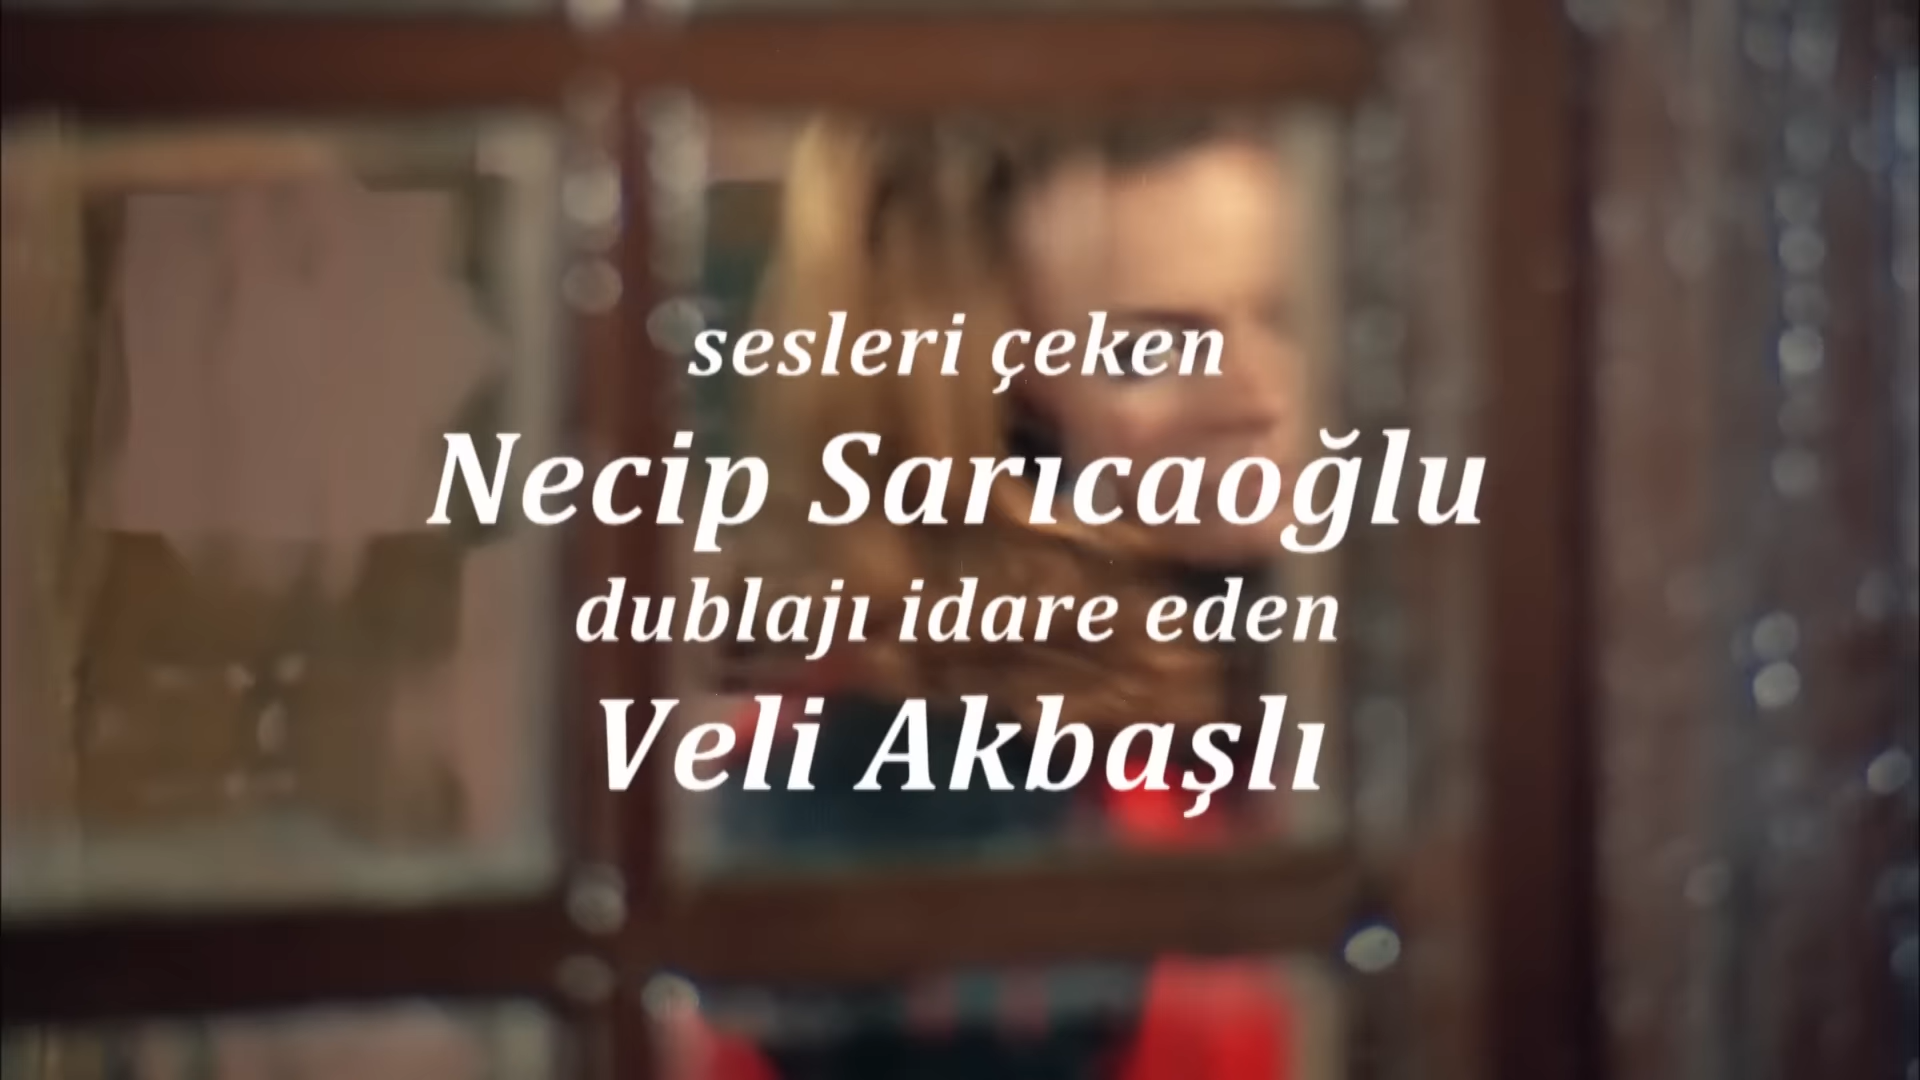 sesleri çeken
Necip Sarıcaoğlu
dublajı idare eden
Veli Akbaşlı